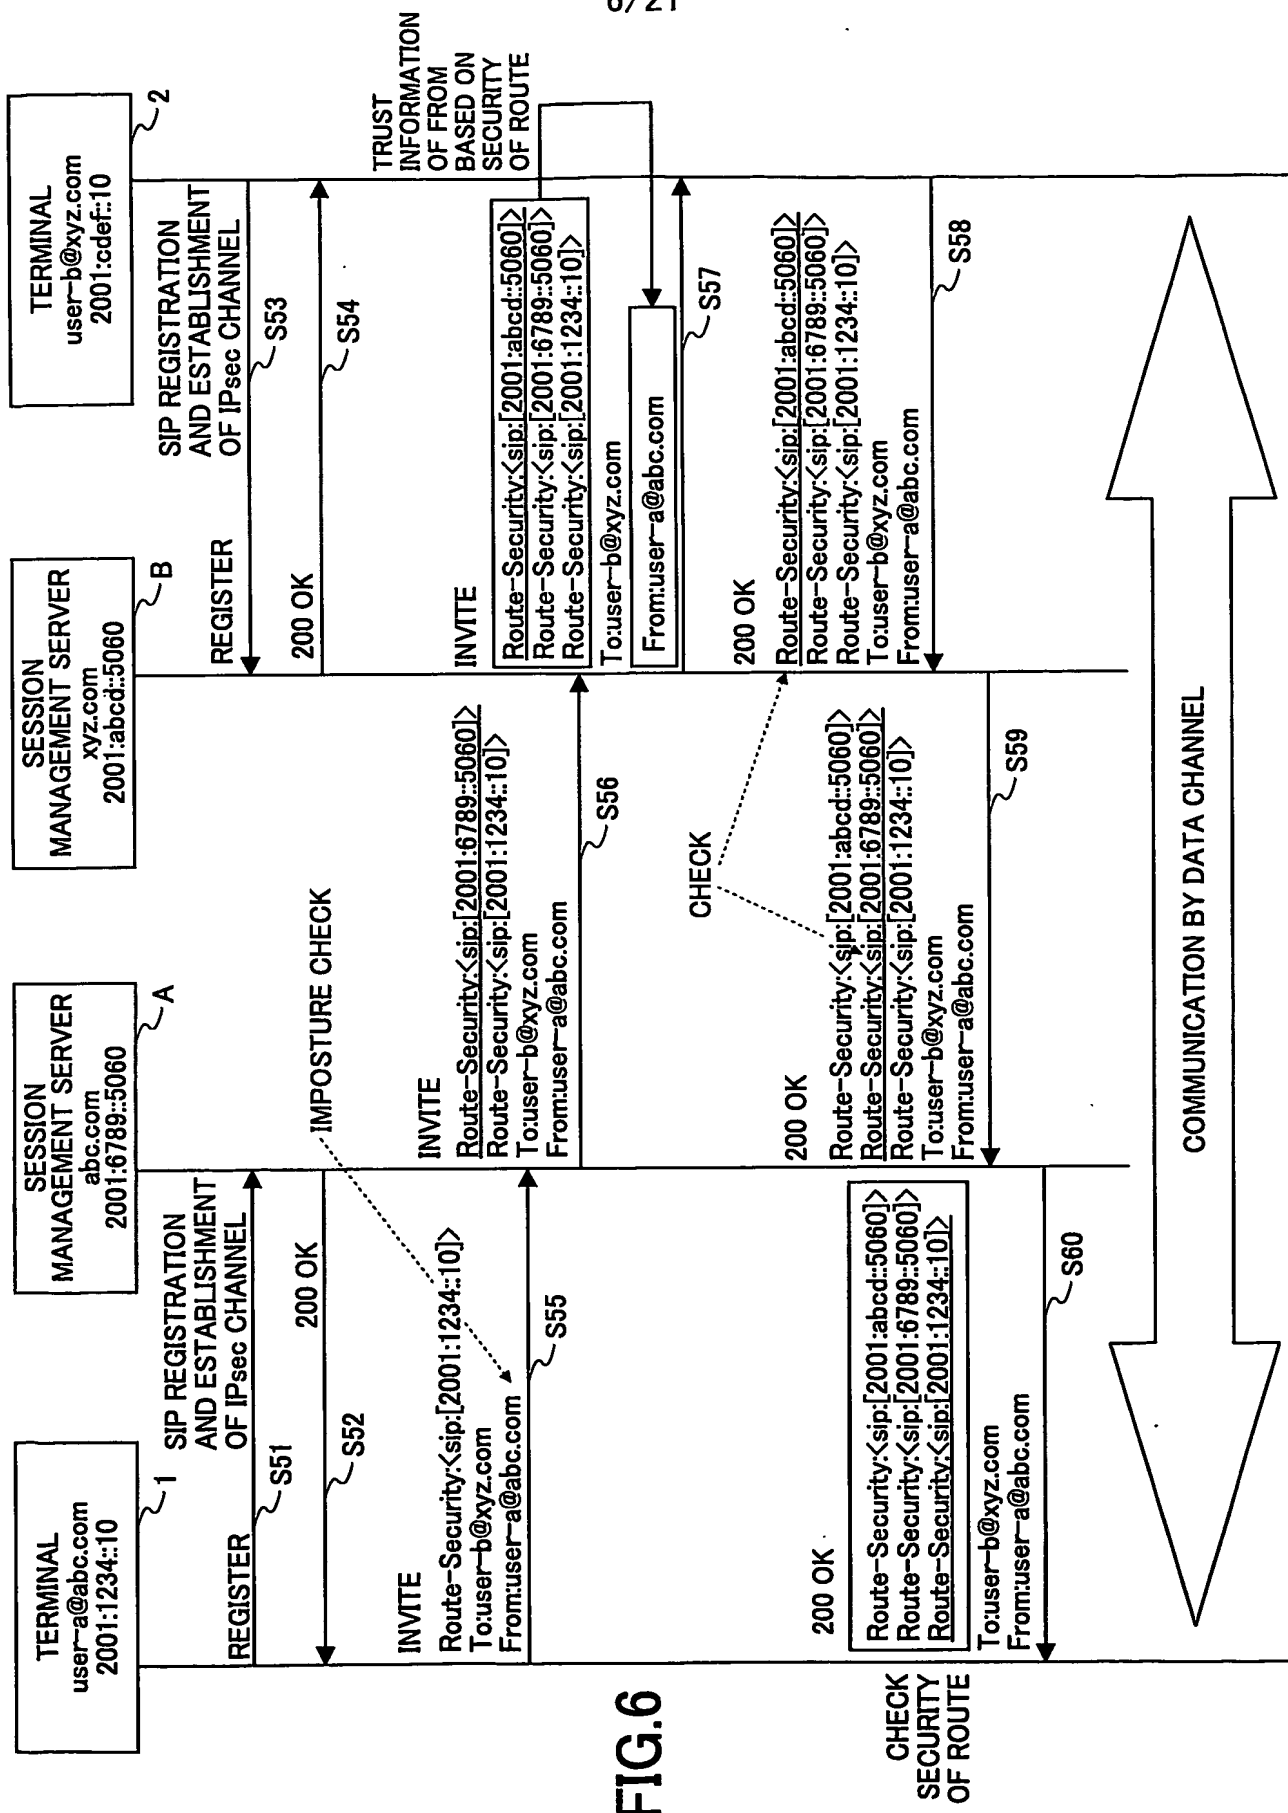 6/21
FIG.6
TERMINAL
user-a@abc.com
2001:1234::10
1
SESSION
MANAGEMENT SERVER
abc.com
2001:6789::5060
A
SESSION
MANAGEMENT SERVER
xyz.com
2001:abcd::5060
B
TERMINAL
user-b@xyz.com
2001:cdef::10
2
SIP REGISTRATION
AND ESTABLISHMENT
OF IPsec CHANNEL
REGISTER
S51
200 OK
S52
SIP REGISTRATION
AND ESTABLISHMENT
OF IPsec CHANNEL
REGISTER
S53
200 OK
S54
IMPOSTURE CHECK
INVITE
Route-Security:<sip:[2001:1234::10]>
To:user-b@xyz.com
From:user-a@abc.com
S55
INVITE
Route-Security:<sip:[2001:6789::5060]>
Route-Security:<sip:[2001:1234::10]>
To:user-b@xyz.com
From:user-a@abc.com
S56
TRUST
INFORMATION
OF FROM
BASED ON
SECURITY
OF ROUTE
INVITE
Route-Security:<sip:[2001:abcd::5060]>
Route-Security:<sip:[2001:6789::5060]>
Route-Security:<sip:[2001:1234::10]>
To:user-b@xyz.com
From:user-a@abc.com
S57
CHECK
200 OK
Route-Security:<sip:[2001:abcd::5060]>
Route-Security:<sip:[2001:6789::5060]>
Route-Security:<sip:[2001:1234::10]>
To:user-b@xyz.com
From:user-a@abc.com
S58
200 OK
Route-Security:<sip:[2001:abcd::5060]>
Route-Security:<sip:[2001:6789::5060]>
Route-Security:<sip:[2001:1234::10]>
To:user-b@xyz.com
From:user-a@abc.com
S59
CHECK
SECURITY
OF ROUTE
200 OK
Route-Security:<sip:[2001:abcd::5060]>
Route-Security:<sip:[2001:6789::5060]>
Route-Security:<sip:[2001:1234::10]>
To:user-b@xyz.com
From:user-a@abc.com
S60
COMMUNICATION BY DATA CHANNEL